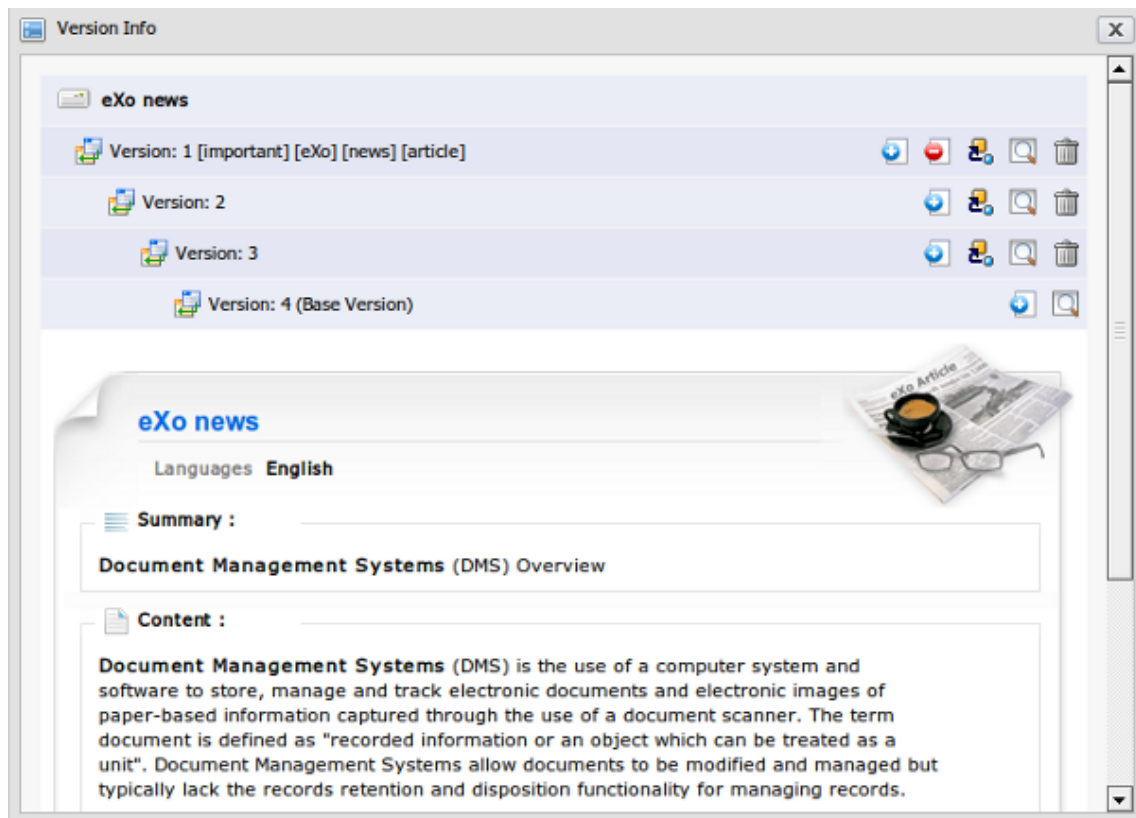 Version Info
eXo news
Version: 1 [important] [eXo] [news] [article]
Version: 2
Version: 3
Version: 4 (Base Version)
eXo Article
eXo news
Languages English
Summary :
Document Management Systems (DMS) Overview
Content :
Document Management Systems (DMS) is the use of a computer system and
software to store, manage and track electronic documents and electronic images of
paper-based information captured through the use of a document scanner. The term
document is defined as "recorded information or an object which can be treated as a
unit". Document Management Systems allow documents to be modified and managed but
typically lack the records retention and disposition functionality for managing records.